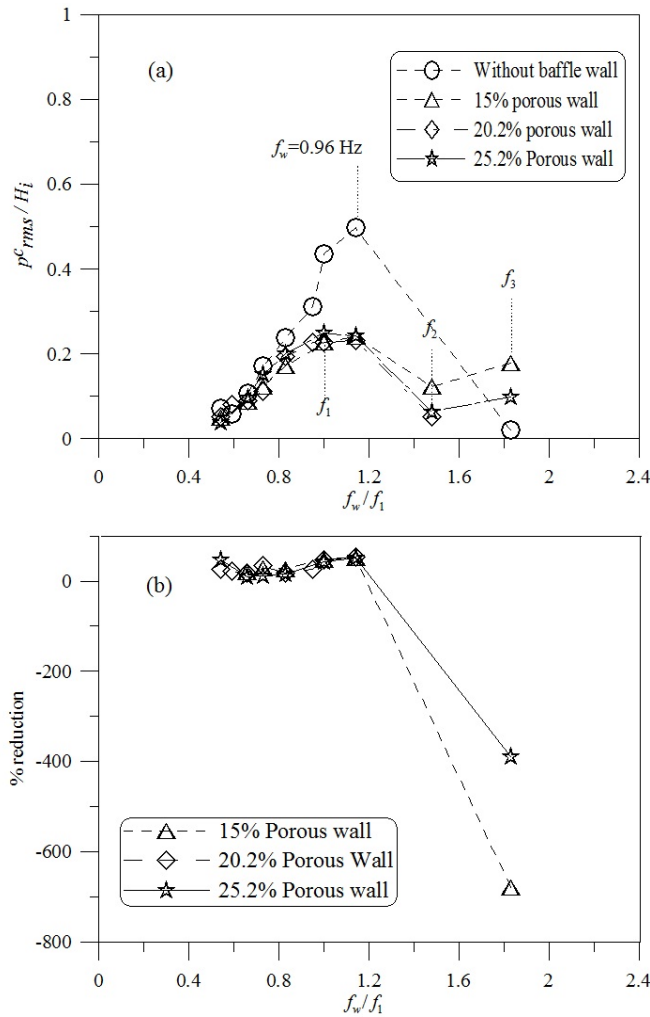 1
0.8
0.6
0.4
0.2
0
p^c_rms / H_i
(a)
Without baffle wall
15% porous wall
20.2% porous wall
25.2% Porous wall
f_w=0.96 Hz
f_3
f_2
f_1
0 0.4 0.8 1.2 1.6 2 2.4
f_w/f_1
0
-200
-400
-600
-800
% reduction
(b)
15% Porous wall
20.2% Porous Wall
25.2% Porous wall
0 0.4 0.8 1.2 1.6 2 2.4
f_w/f_1